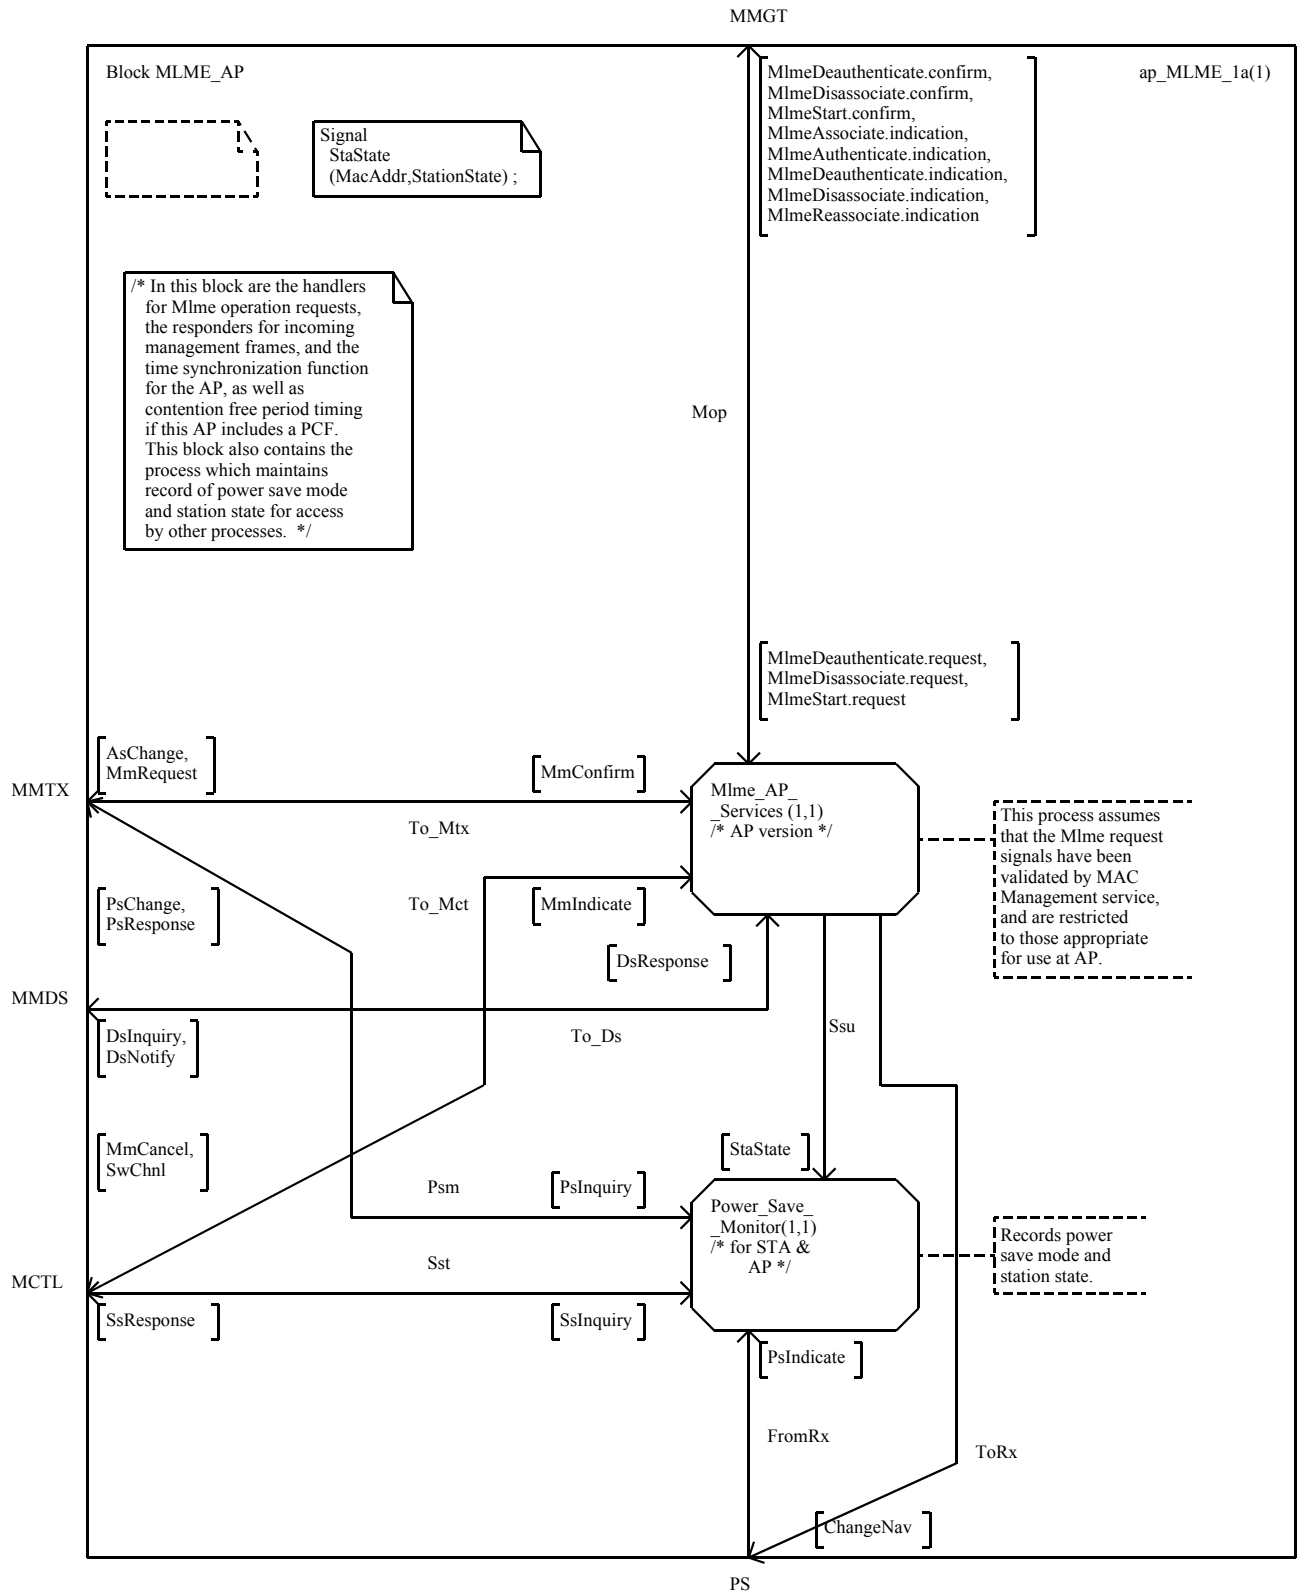 MMGT
Block MLME_AP
ap_MLME_1a(1)
Signal
StaState
(MacAddr,StationState) ;
MlmeDeauthenticate.confirm,
MlmeDisassociate.confirm,
MlmeStart.confirm,
MlmeAssociate.indication,
MlmeAuthenticate.indication,
MlmeDeauthenticate.indication,
MlmeDisassociate.indication,
MlmeReassociate.indication
/* In this block are the handlers
for Mlme operation requests,
the responders for incoming
management frames, and the
time synchronization function
for the AP, as well as
contention free period timing
if this AP includes a PCF.
This block also contains the
process which maintains
record of power save mode
and station state for access
by other processes. */
Mop
MlmeDeauthenticate.request,
MlmeDisassociate.request,
MlmeStart.request
AsChange,
MmRequest
MmConfirm
MMTX
To_Mtx
Mlme_AP_
_Services (1,1)
/* AP version */
This process assumes
that the Mlme request
signals have been
validated by MAC
Management service,
and are restricted
to those appropriate
for use at AP.
PsChange,
PsResponse
To_Mct
MmIndicate
DsResponse
MMDS
DsInquiry,
DsNotify
To_Ds
Ssu
MmCancel,
SwChnl
StaState
Psm
PsInquiry
Power_Save_
_Monitor(1,1)
/* for STA &
AP */
Records power
save mode and
station state.
Sst
MCTL
SsResponse
SsInquiry
PsIndicate
FromRx
ToRx
ChangeNav
PS